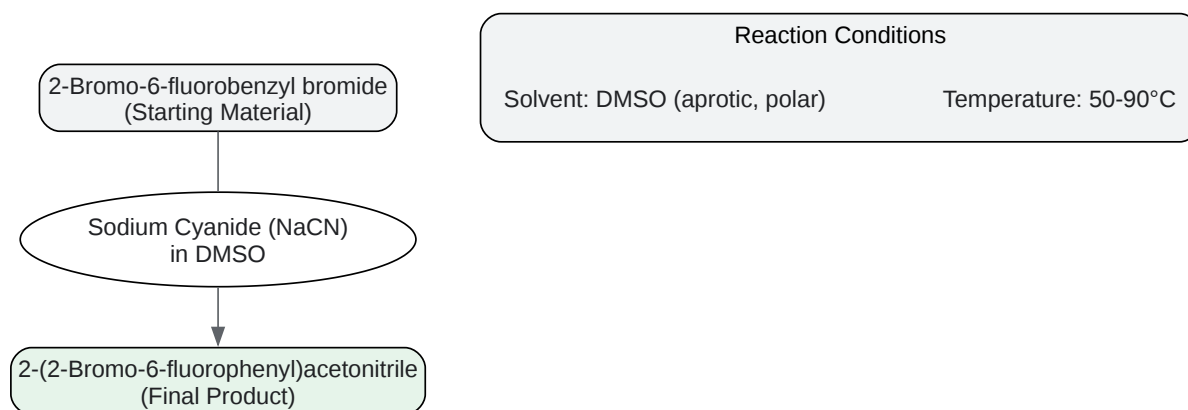 Reaction Conditions
Solvent: DMSO (aprotic, polar)
Temperature: 50-90°C
2-Bromo-6-fluorobenzyl bromide
(Starting Material)
Sodium Cyanide (NaCN)
in DMSO
2-(2-Bromo-6-fluorophenyl)acetonitrile
(Final Product)